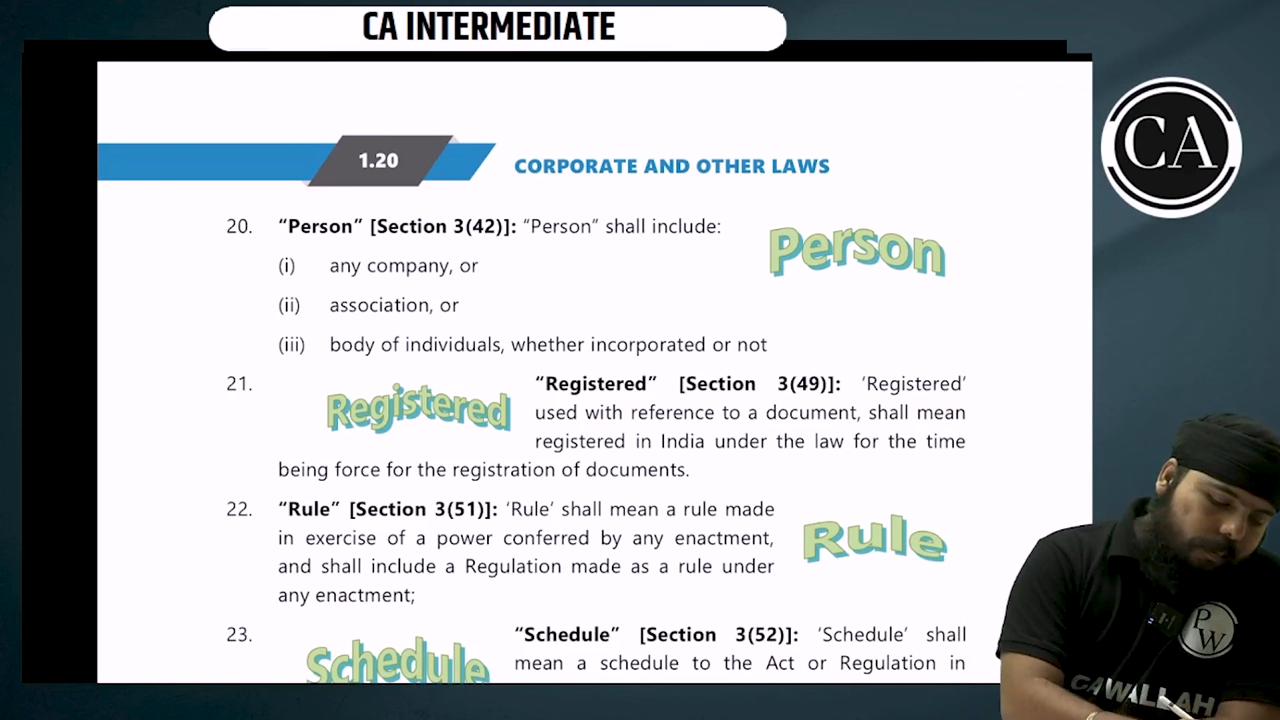 CA INTERMEDIATE
CA
1.20
CORPORATE AND OTHER LAWS
20. “Person” [Section 3(42)]: “Person” shall include:
Person
(i) any company, or
(ii) association, or
(iii) body of individuals, whether incorporated or not
21. “Registered” [Section 3(49)]: ‘Registered’
Registered
used with reference to a document, shall mean
registered in India under the law for the time
being force for the registration of documents.
22. “Rule” [Section 3(51)]: ‘Rule’ shall mean a rule made
in exercise of a power conferred by any enactment,
Rule
and shall include a Regulation made as a rule under
any enactment;
23. “Schedule” [Section 3(52)]: ‘Schedule’ shall
Schedule
mean a schedule to the Act or Regulation in
PW
CA WALLAH